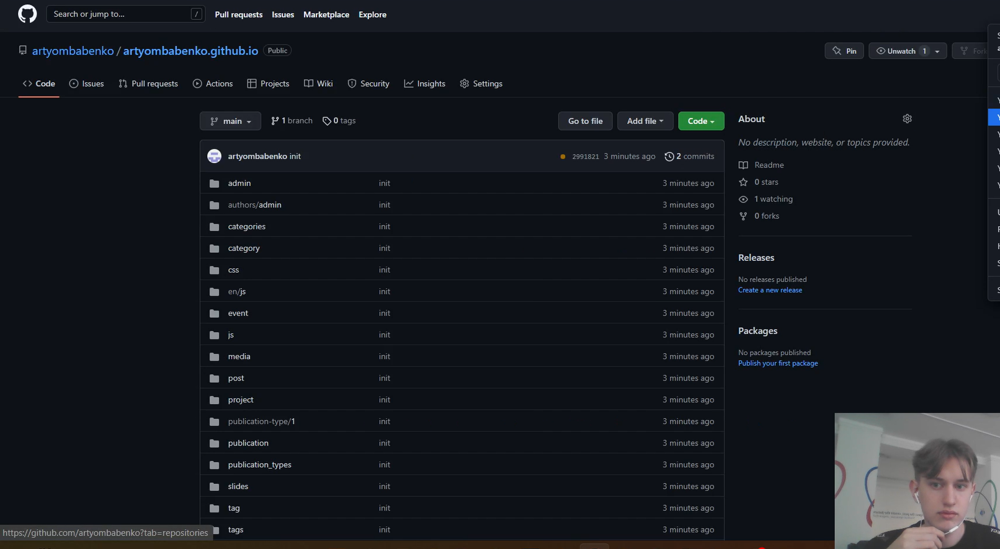 Search or jump to... /
Pull requests Issues Marketplace Explore
artyombabenko / artyombabenko.github.io Public
Pin Unwatch 1 Fork
Code Issues Pull requests Actions Projects Wiki Security Insights Settings
main 1 branch 0 tags
Go to file Add file Code
artyombabenko init 2991821 3 minutes ago 2 commits
admin init 3 minutes ago
authors/admin init 3 minutes ago
categories init 3 minutes ago
category init 3 minutes ago
css init 3 minutes ago
en/js init 3 minutes ago
event init 3 minutes ago
js init 3 minutes ago
media init 3 minutes ago
post init 3 minutes ago
project init 3 minutes ago
publication-type/1 init 3 minutes ago
publication init 3 minutes ago
publication_types init 3 minutes ago
slides init 3 minutes ago
tag init 3 minutes ago
tags init 3 minutes ago
About
No description, website, or topics provided.
Readme
0 stars
1 watching
0 forks
Releases
No releases published
Create a new release
Packages
No packages published
Publish your first package
https://github.com/artyombabenko?tab=repositories